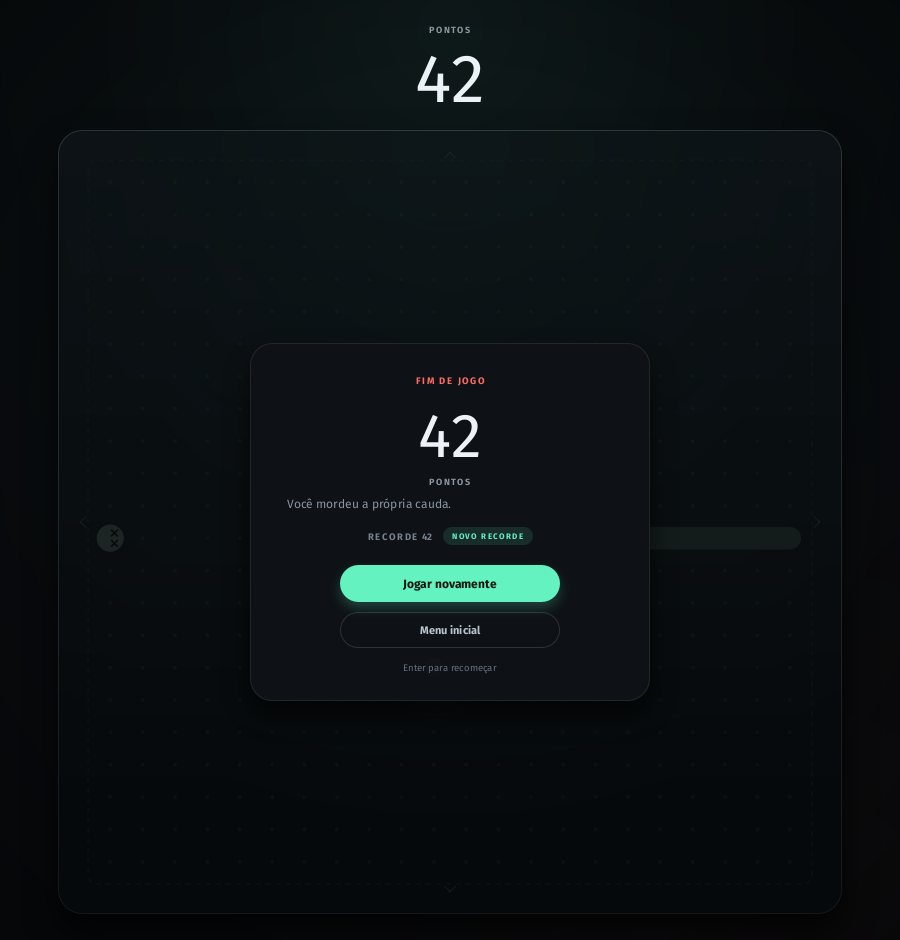 PONTOS
42
FIM DE JOGO
42
PONTOS
Você mordeu a própria cauda.
RECORDE 42 NOVO RECORDE
Jogar novamente
Menu inicial
Enter para recomeçar